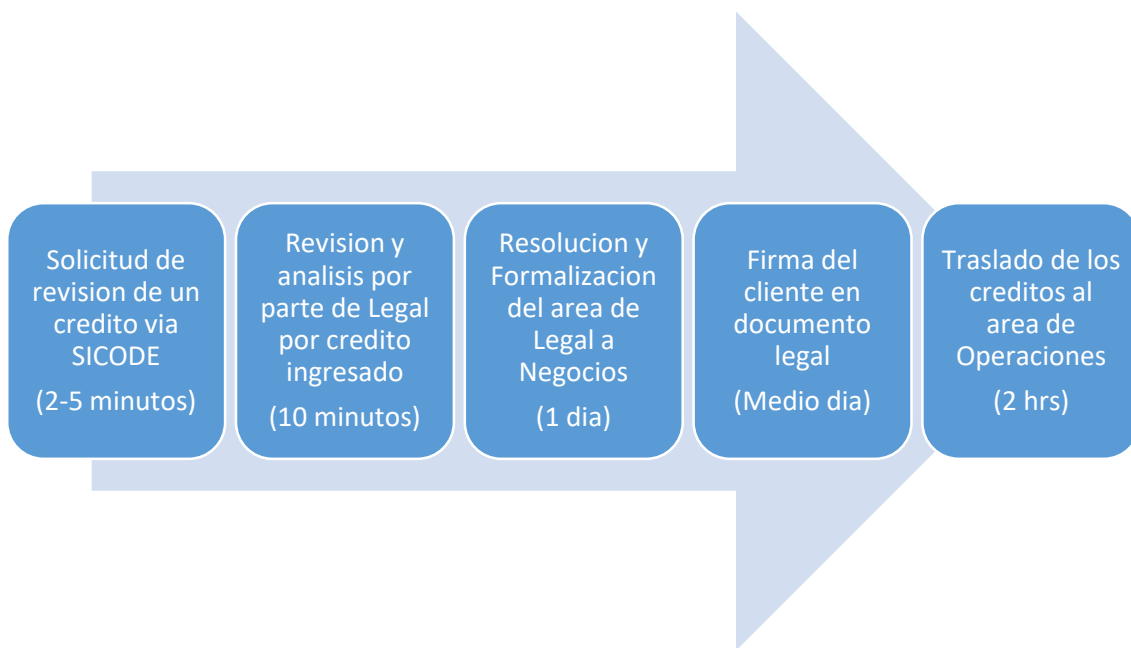 Solicitud de
revision de un
credito via
SICODE
(2-5 minutos)
Revision y
analisis por
parte de Legal
por credito
ingresado
(10 minutos)
Resolucion y
Formalizacion
del area de
Legal a
Negocios
(1 dia)
Firma del
cliente en
documento
legal
(Medio dia)
Traslado de los
creditos al
area de
Operaciones
(2 hrs)